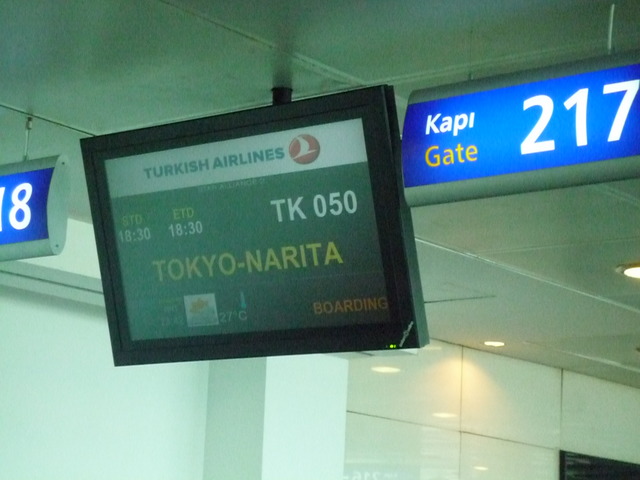 TURKISH AIRLINES
STD ETD TK 050
18:30 18:30
TOKYO-NARITA
27°C BOARDING
Kapı
Gate 217
18